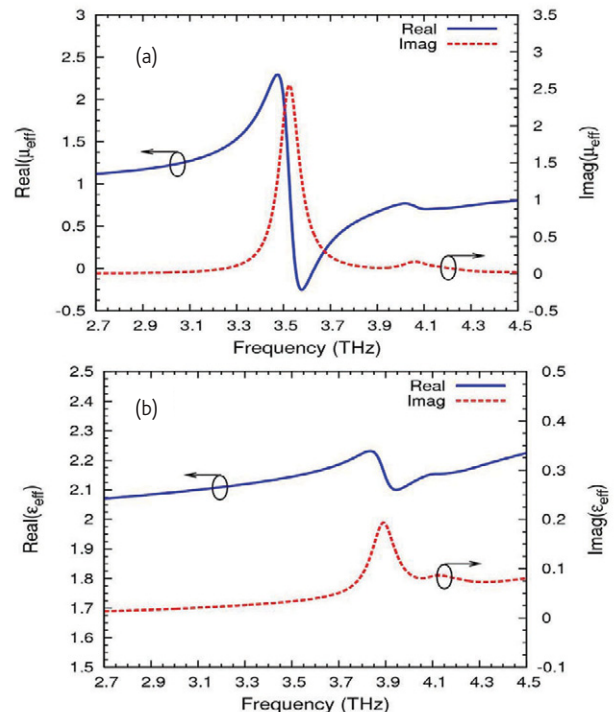 (a)
Real
Imag
Real(μeff)
3
2.5
2
1.5
1
0.5
0
-0.5
Imag(μeff)
3.5
3
2.5
2
1.5
1
0.5
0
-0.5
2.7 2.9 3.1 3.3 3.5 3.7 3.9 4.1 4.3 4.5
Frequency (THz)
(b)
Real
Imag
Real(εeff)
2.5
2.4
2.3
2.2
2.1
2
1.9
1.8
1.7
1.6
1.5
Imag(εeff)
0.5
0.4
0.3
0.2
0.1
0
-0.1
2.7 2.9 3.1 3.3 3.5 3.7 3.9 4.1 4.3 4.5
Frequency (THz)